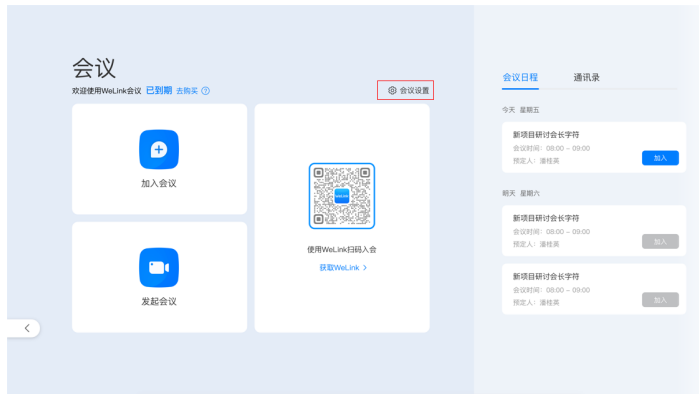 会议
欢迎使用WeLink会议 已到期 去购买
会议设置
加入会议
发起会议
WeLink
使用WeLink扫码入会
获取WeLink
会议日程 通讯录
今天 星期五
新项目研讨会长字符
会议时间：08:00 - 09:00
预定人：潘桂英
加入
明天 星期六
新项目研讨会长字符
会议时间：08:00 - 09:00
预定人：潘桂英
加入
新项目研讨会长字符
会议时间：08:00 - 09:00
预定人：潘桂英
加入